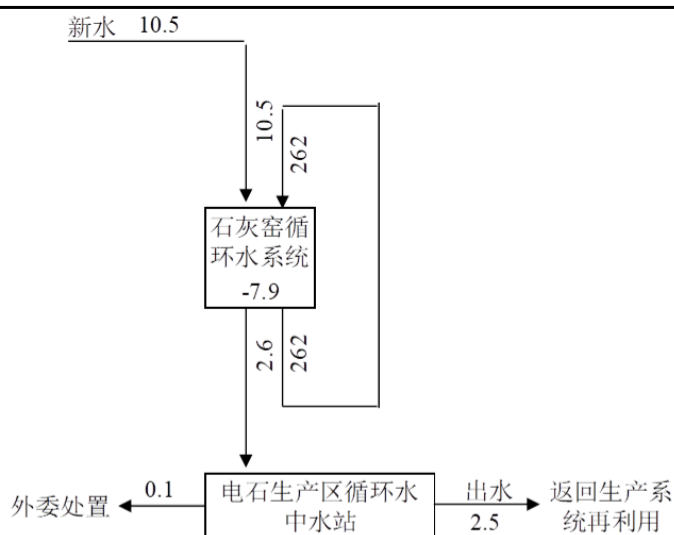 新水 10.5
10.5
262
石灰窑循
环水系统
-7.9
2.6
262
外委处置
0.1
电石生产区循环水
中水站
出水
2.5
返回生产系
统再利用